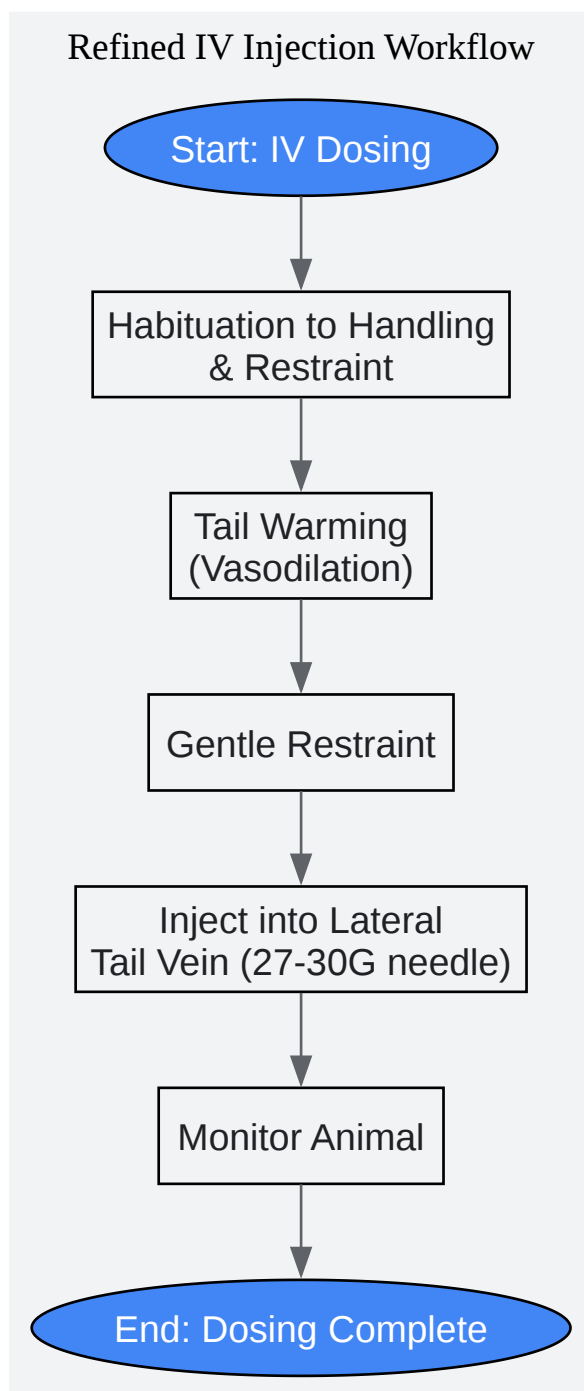 Refined IV Injection Workflow
Start: IV Dosing
Habituation to Handling
& Restraint
Tail Warming
(Vasodilation)
Gentle Restraint
Inject into Lateral
Tail Vein (27-30G needle)
Monitor Animal
End: Dosing Complete